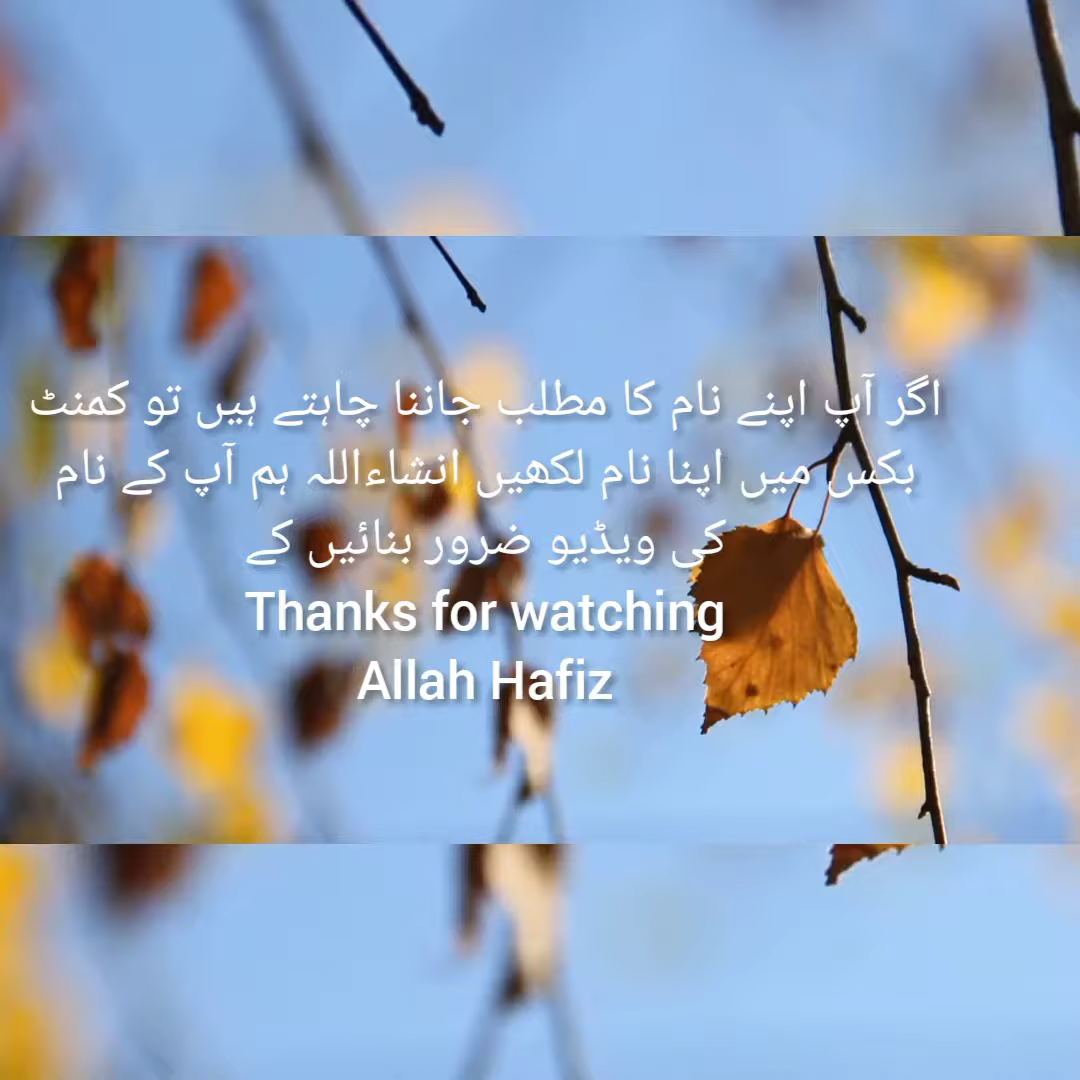 اگر آپ اپنے نام کا مطلب جاننا چاہتے ہیں تو کمنٹ
بکس میں اپنا نام لکھیں انشاءاللہ ہم آپ کے نام
کی ویڈیو ضرور بنائیں کے
Thanks for watching
Allah Hafiz